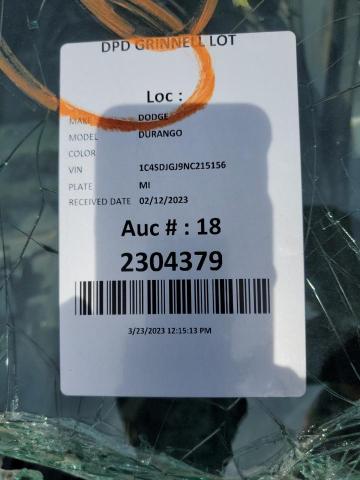 DPD GRINNELL LOT
Loc :
MAKE DODGE
MODEL DURANGO
COLOR
VIN 1C4SDJGJ9NC215156
PLATE MI
RECEIVED DATE 02/12/2023
Auc # : 18
2304379
3/23/2023 12:15:13 PM